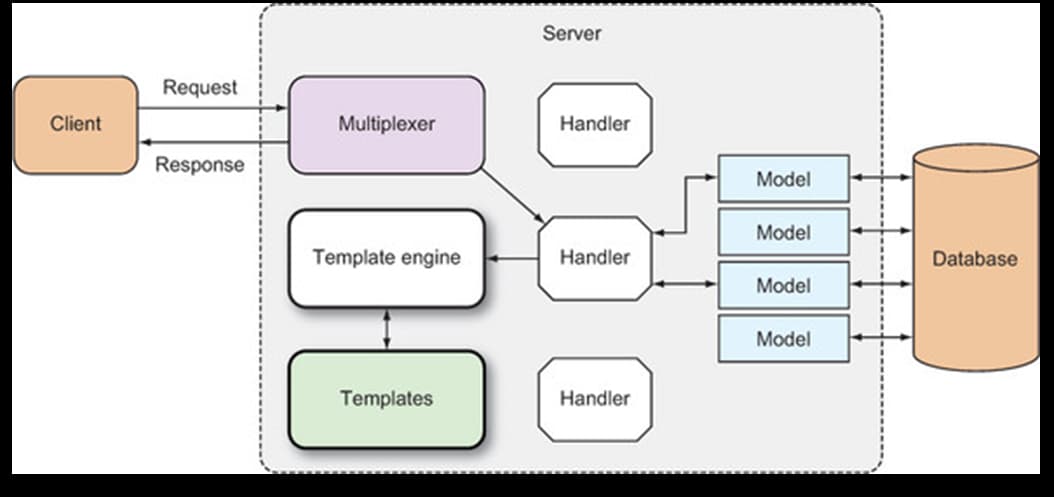 Server
Request
Client
Multiplexer
Handler
Response
Model
Model
Template engine
Handler
Database
Model
Model
Templates
Handler